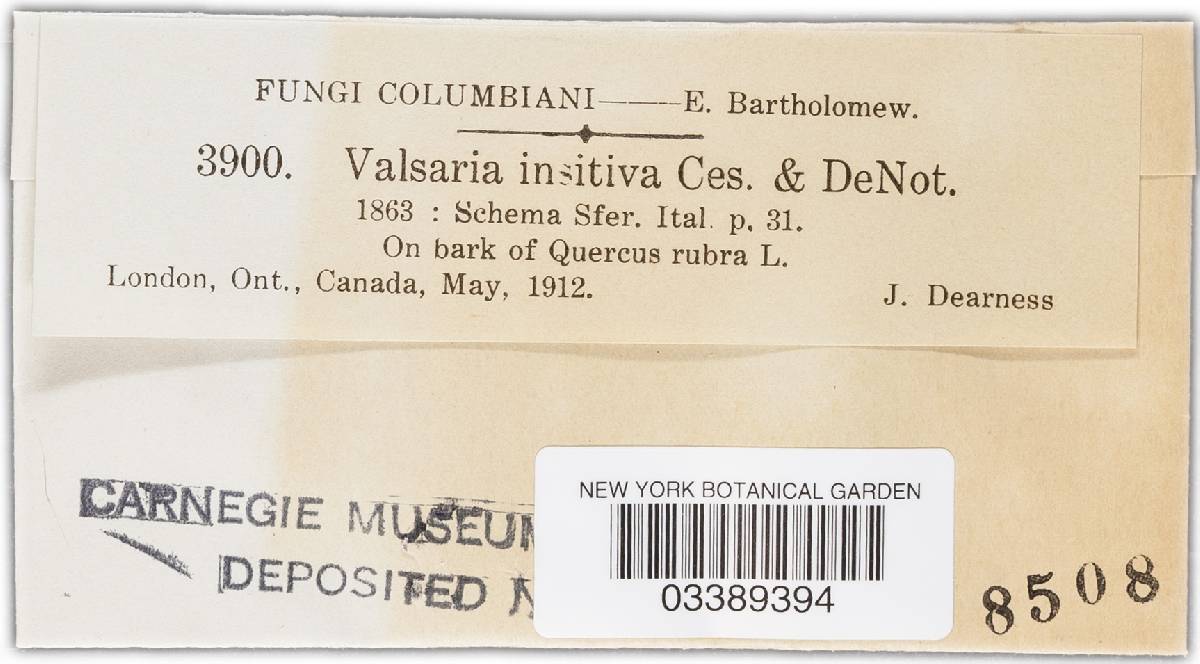 FUNGI COLUMBIANI——E. Bartholomew.
3900. Valsaria insitiva Ces. & DeNot.
1863 : Schema Sfer. Ital. p. 31.
On bark of Quercus rubra L.
London, Ont., Canada, May, 1912. J. Dearness
CARNEGIE MUSEUM
DEPOSITED
NEW YORK BOTANICAL GARDEN
03389394
8508